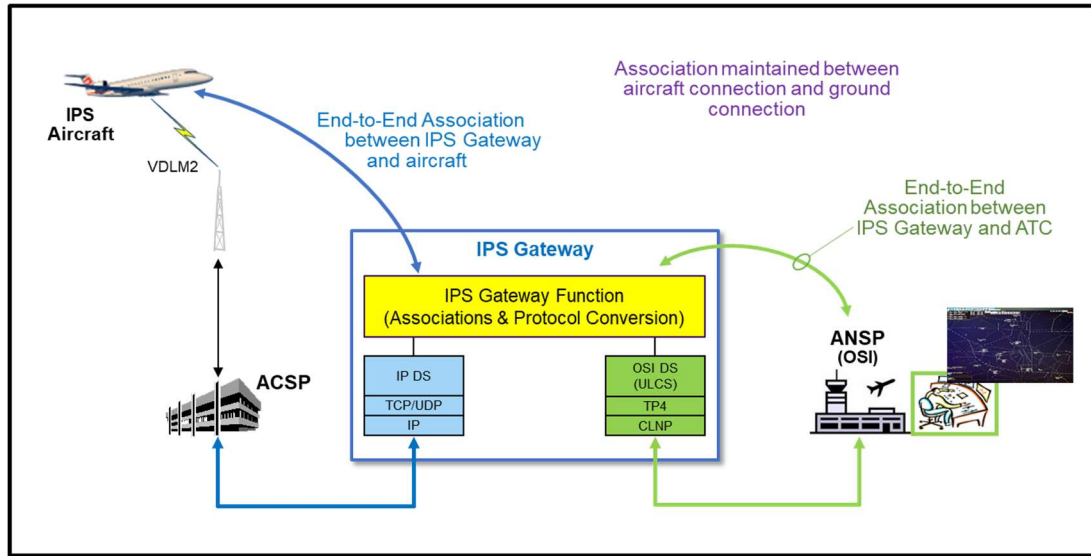 IPS
Aircraft
VDLM2
End-to-End Association
between IPS Gateway
and aircraft
Association maintained between
aircraft connection and ground
connection
End-to-End
Association between
IPS Gateway and ATC
IPS Gateway
IPS Gateway Function
(Associations & Protocol Conversion)
IP DS
TCP/UDP
IP
OSI DS
(ULCS)
TP4
CLNP
ACSP
ANSP
(OSI)